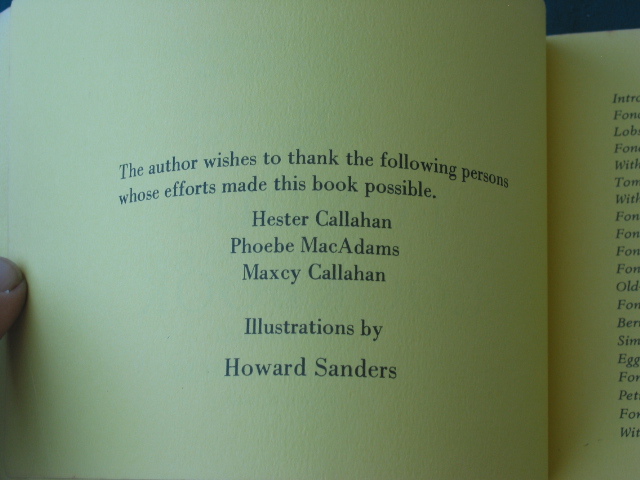 The author wishes to thank the following persons
whose efforts made this book possible.
Hester Callahan
Phoebe MacAdams
Maxcy Callahan
Illustrations by
Howard Sanders